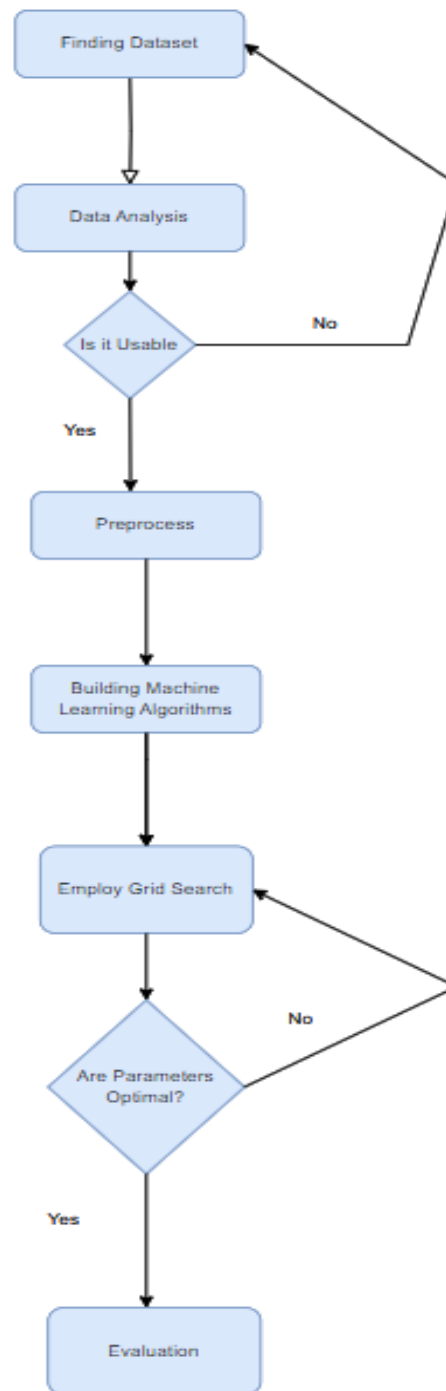 Finding Dataset
Data Analysis
Is it Usable
No
Yes
Preprocess
Building Machine
Learning Algorithms
Employ Grid Search
No
Are Parameters
Optimal?
Yes
Evaluation